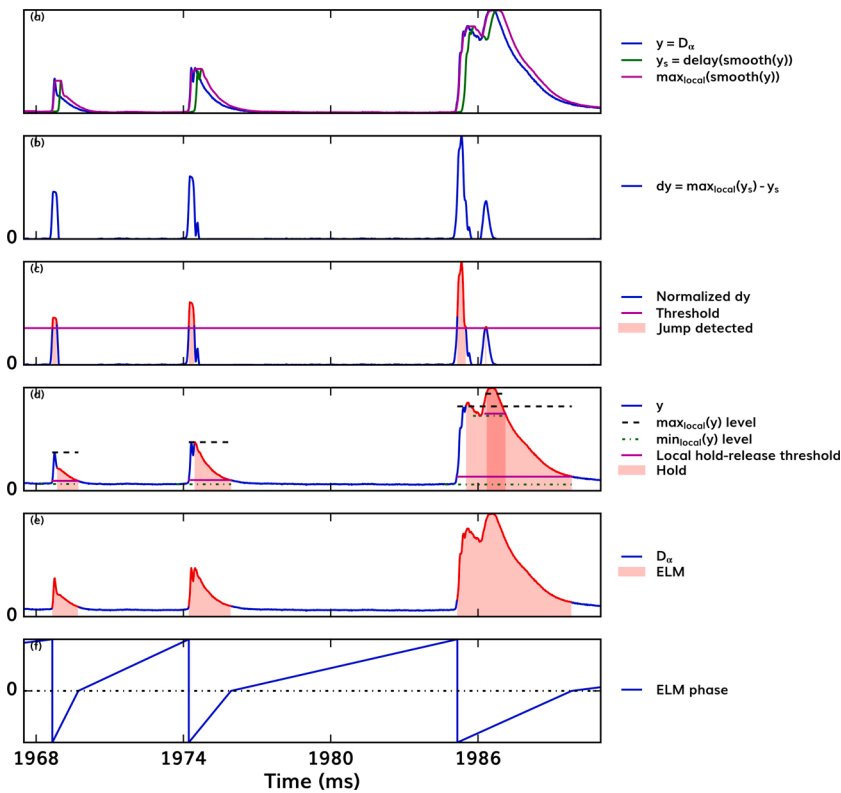 (a)
y = Dα
ys = delay(smooth(y))
maxlocal(smooth(y))
(b)
dy = maxlocal(ys) - ys
0
(c)
Normalized dy
Threshold
Jump detected
0
(d)
y
maxlocal(y) level
minlocal(y) level
Local hold-release threshold
Hold
0
(e)
Dα
ELM
0
(f)
0
ELM phase
1968 1974 1980 1986
Time (ms)